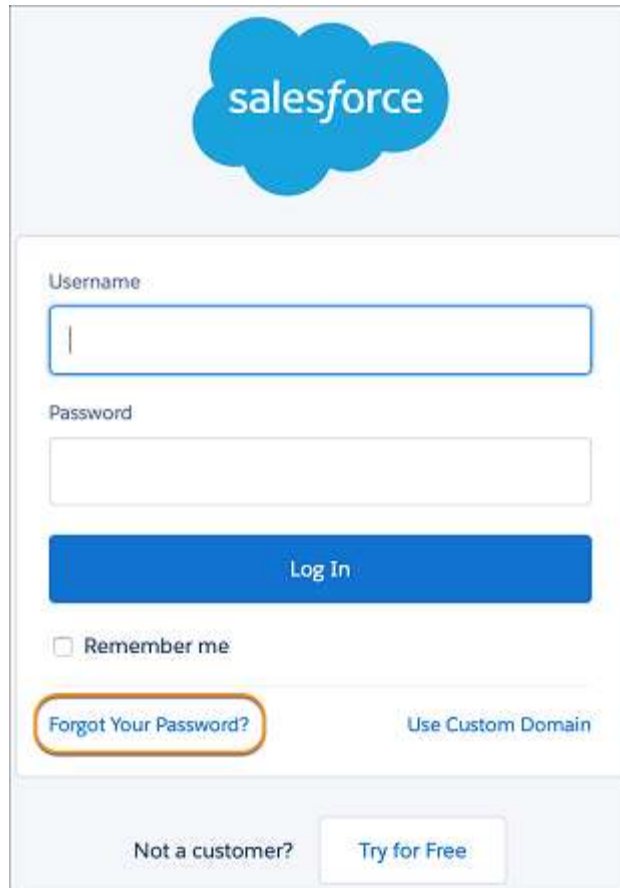 salesforce
Username
Password
Log In
Remember me
Forgot Your Password? Use Custom Domain
Not a customer? Try for Free